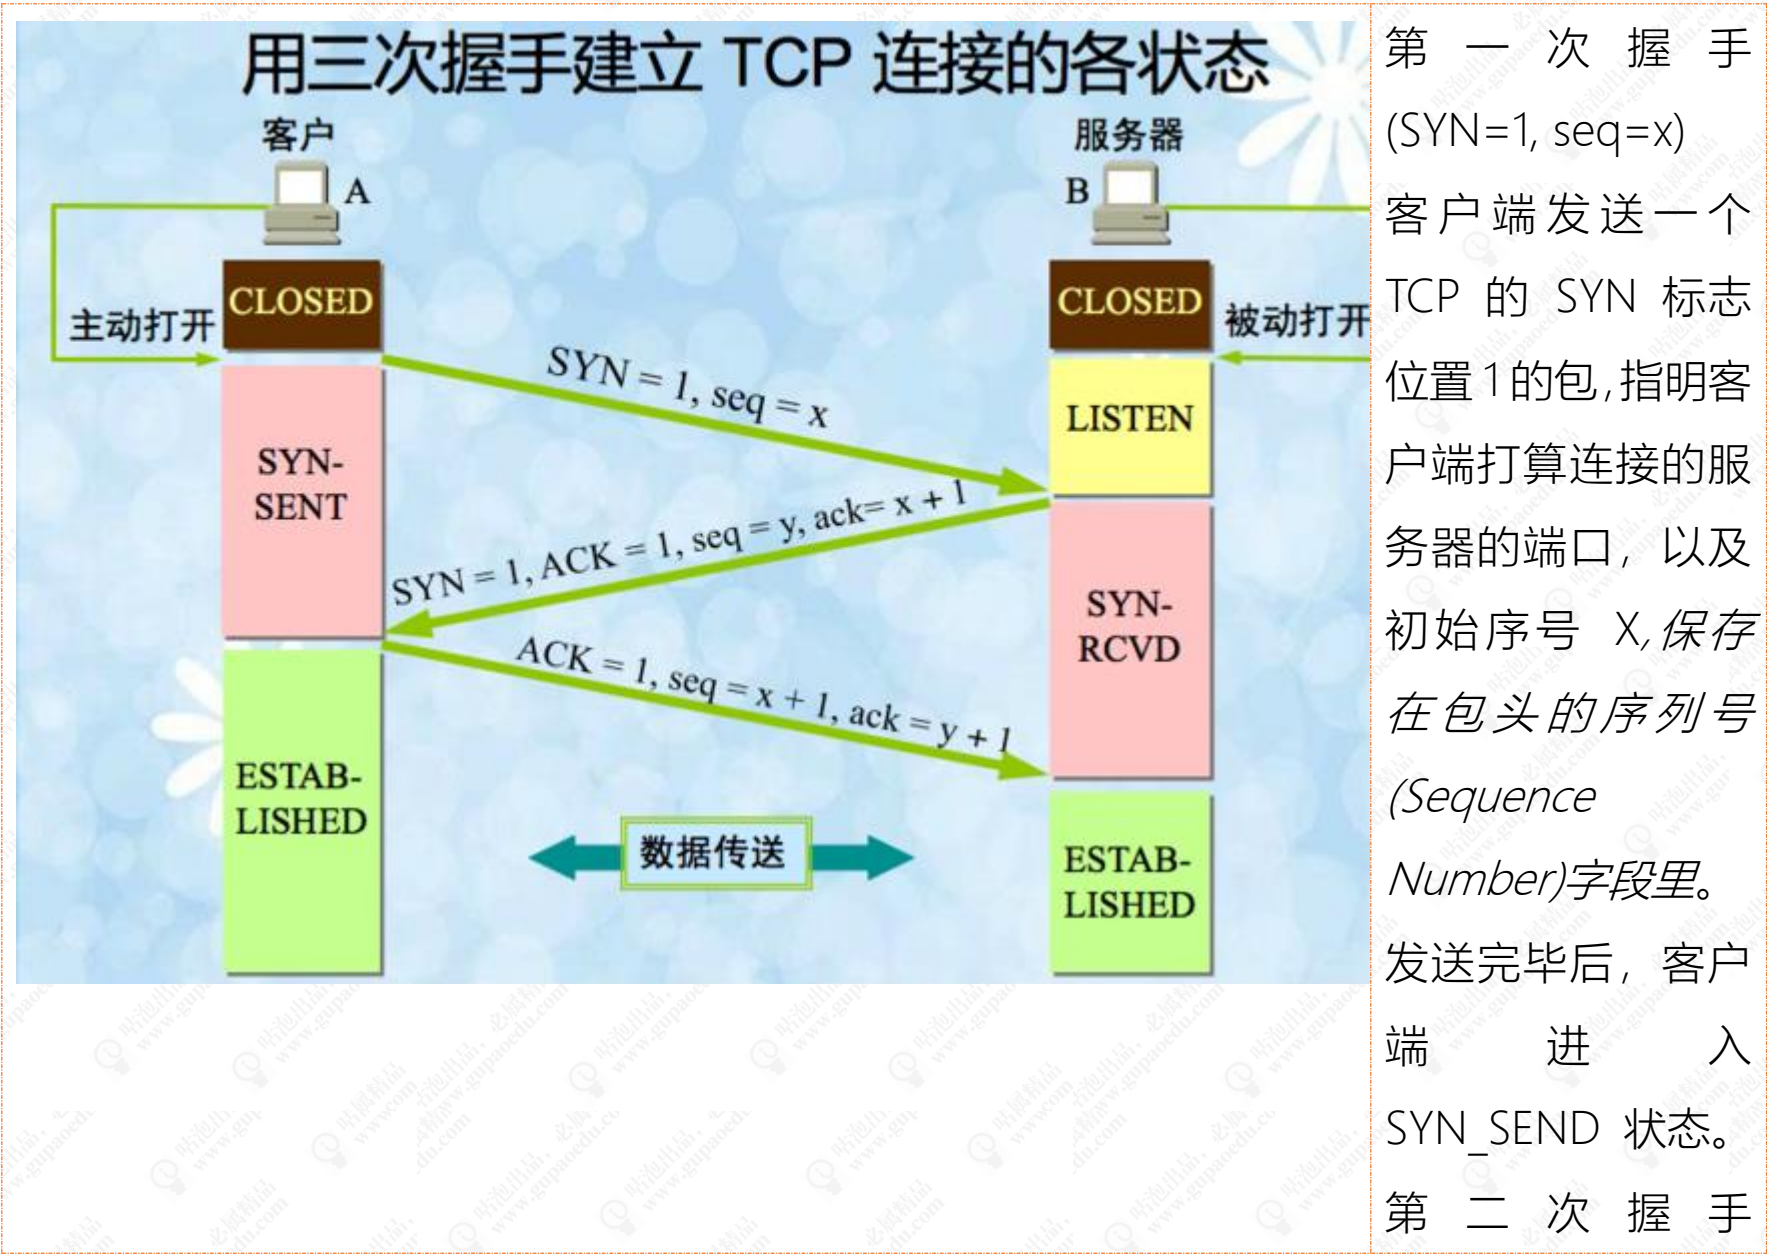 用三次握手建立 TCP 连接的各状态
客户
服务器
A
B
CLOSED
CLOSED
主动打开
被动打开
SYN = 1, seq = x
LISTEN
SYN-
SENT
SYN = 1, ACK = 1, seq = y, ack= x + 1
SYN-
RCVD
ACK = 1, seq = x + 1, ack = y + 1
ESTAB-
LISHED
数据传送
ESTAB-
LISHED
第一次握手
(SYN=1, seq=x)
客户端发送一个
TCP 的 SYN 标志
位置1的包,指明客
户端打算连接的服
务器的端口，以及
初始序号 X,保存
在包头的序列号
(Sequence
Number)字段里。
发送完毕后，客户
端进入
SYN_SEND 状态。
第二次握手